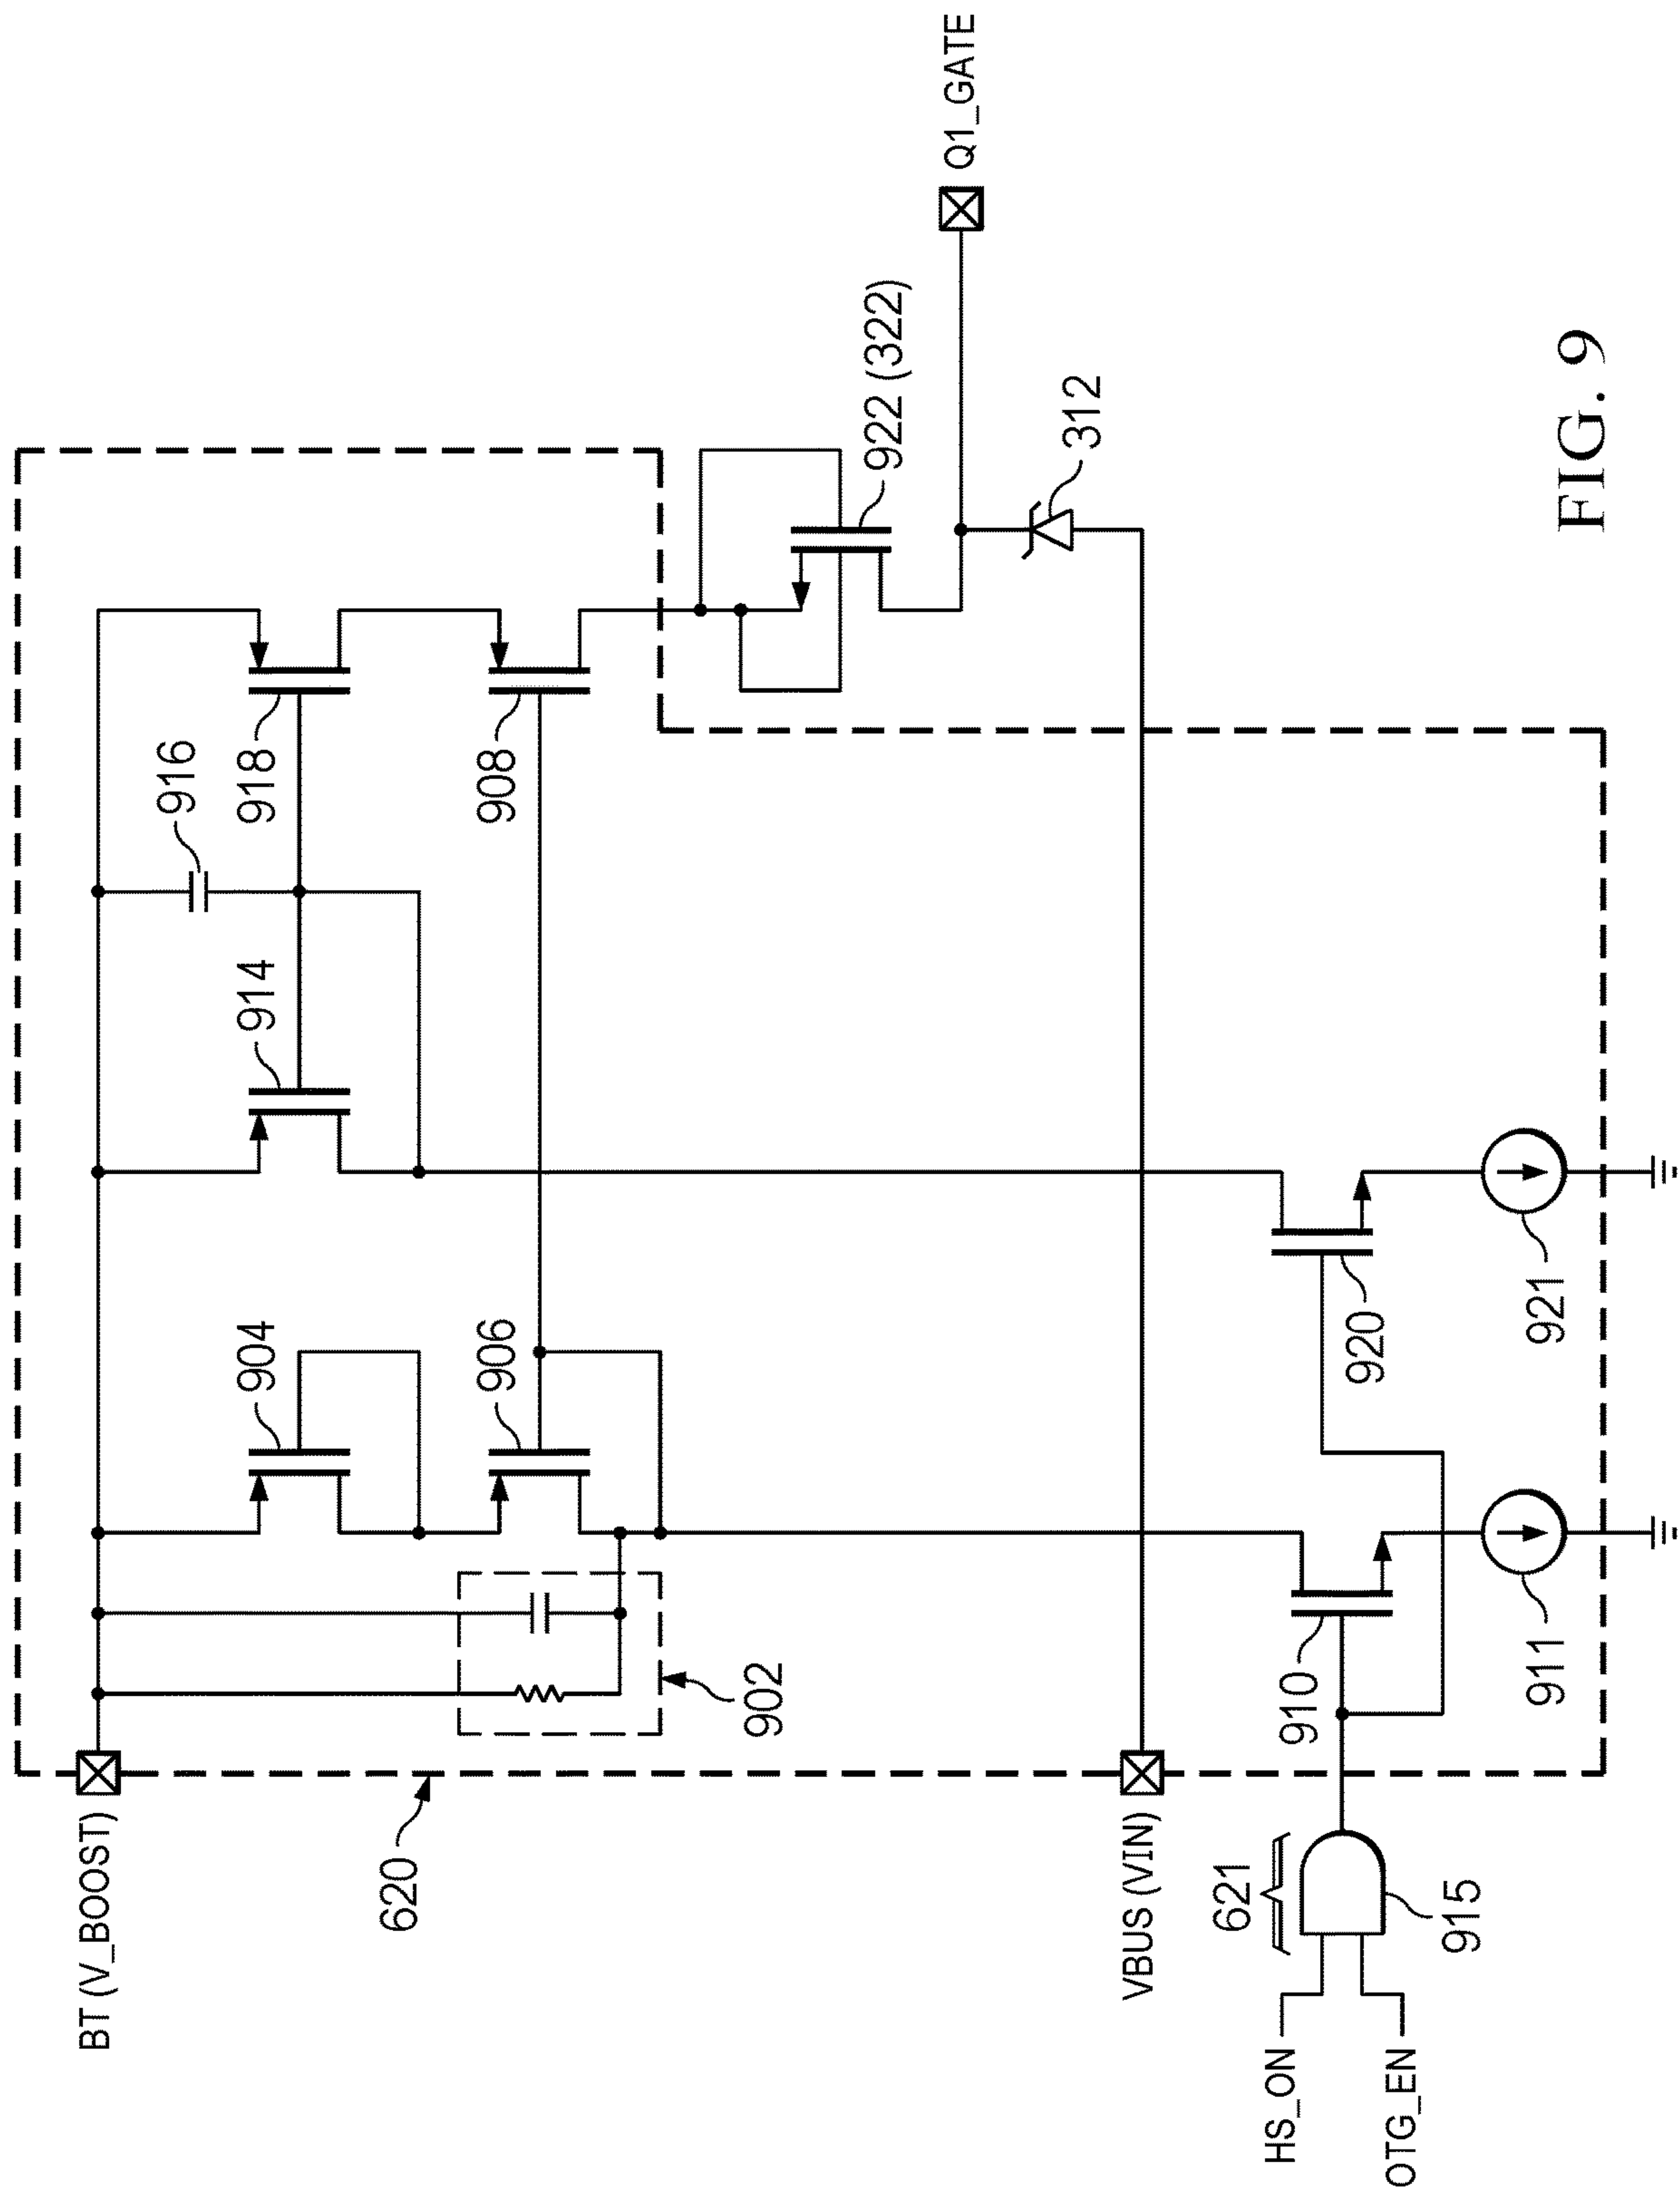 BT (V_BOOST)
620
902
904
906
914
916
918
908
922 (322)
312
Q1_GATE
VBUS (VIN)
HS_ON
OTG_EN
621
915
910
911
920
921
FIG. 9